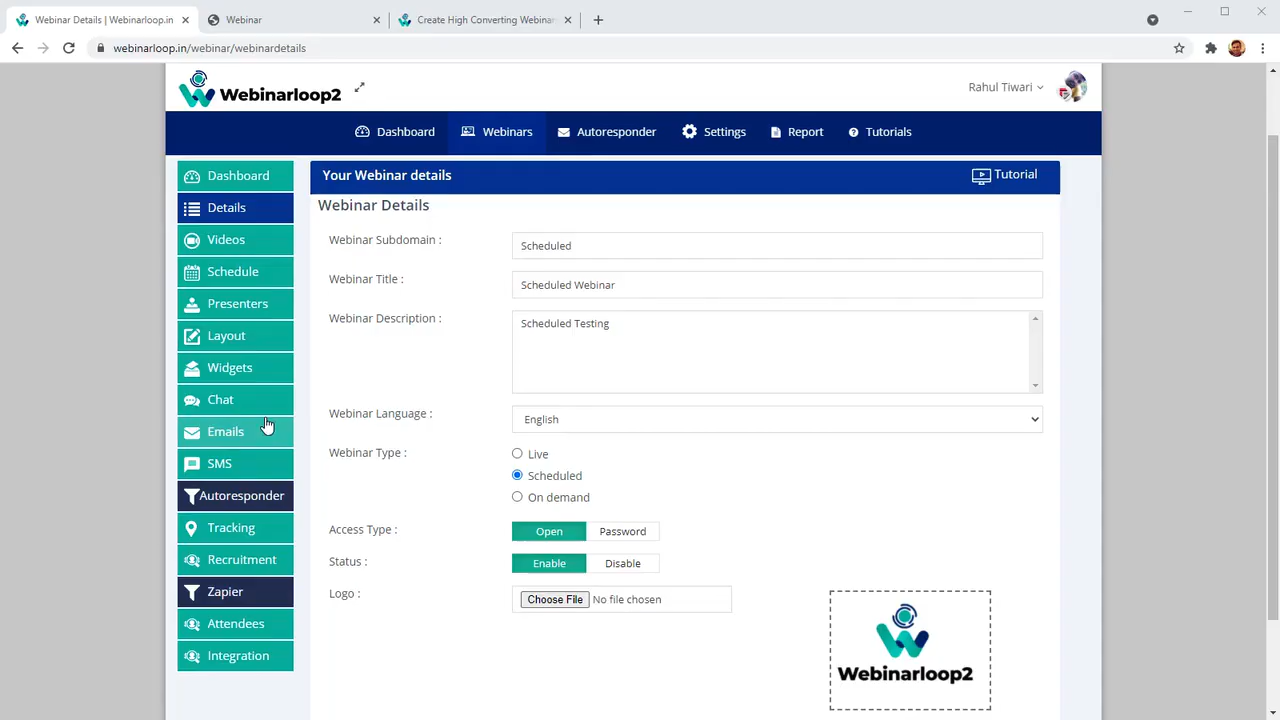 Webinar Details | Webinarloop.in
Webinar
Create High Converting Webinar
webinarloop.in/webinar/webinardetails
Webinarloop2
Rahul Tiwari
Dashboard
Webinars
Autoresponder
Settings
Report
Tutorials
Dashboard
Details
Videos
Schedule
Presenters
Layout
Widgets
Chat
Emails
SMS
Autoresponder
Tracking
Recruitment
Zapier
Attendees
Integration
Your Webinar details
Tutorial
Webinar Details
Webinar Subdomain :
Scheduled
Webinar Title :
Scheduled Webinar
Webinar Description :
Scheduled Testing
Webinar Language :
English
Webinar Type :
Live
Scheduled
On demand
Access Type :
Open
Password
Status :
Enable
Disable
Logo :
Choose File No file chosen
Webinarloop2